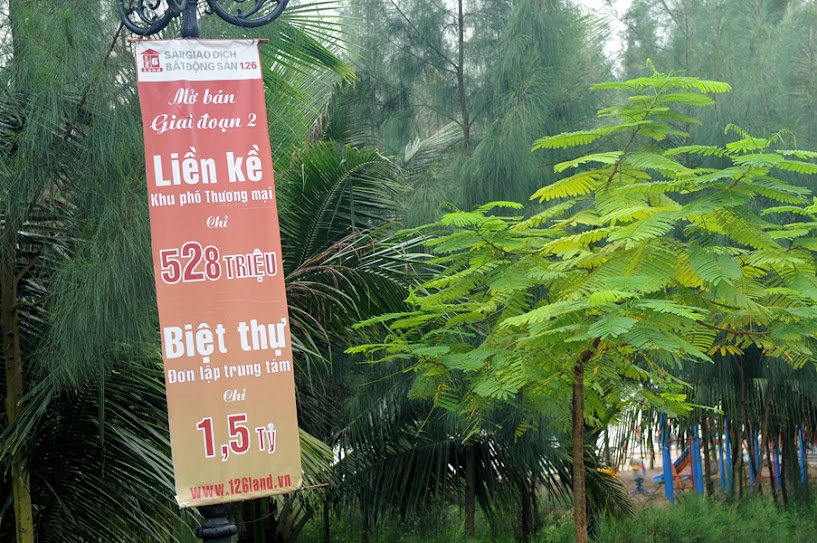 SÀN GIAO DỊCH
BẤT ĐỘNG SẢN 126
Mở bán
Giai đoạn 2
Liền kề
Khu phố Thương mại
Chỉ
528 TRIỆU
Biệt thự
Đơn lập trung tâm
Chỉ
1,5 Tỷ
www.126land.vn